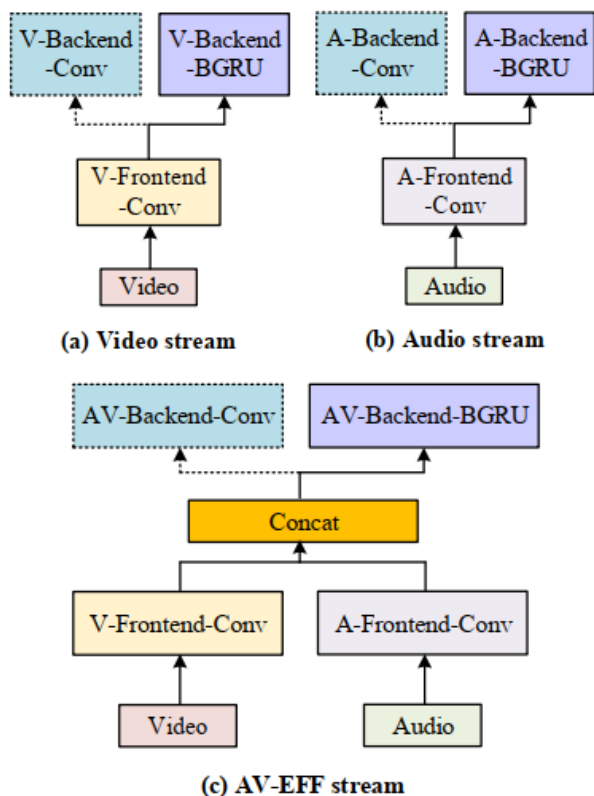 V-Backend
-Conv
V-Backend
-BGRU
V-Frontend
-Conv
Video
(a) Video stream
A-Backend
-Conv
A-Backend
-BGRU
A-Frontend
-Conv
Audio
(b) Audio stream
AV-Backend-Conv
AV-Backend-BGRU
Concat
V-Frontend-Conv
A-Frontend-Conv
Video
Audio
(c) AV-EFF stream